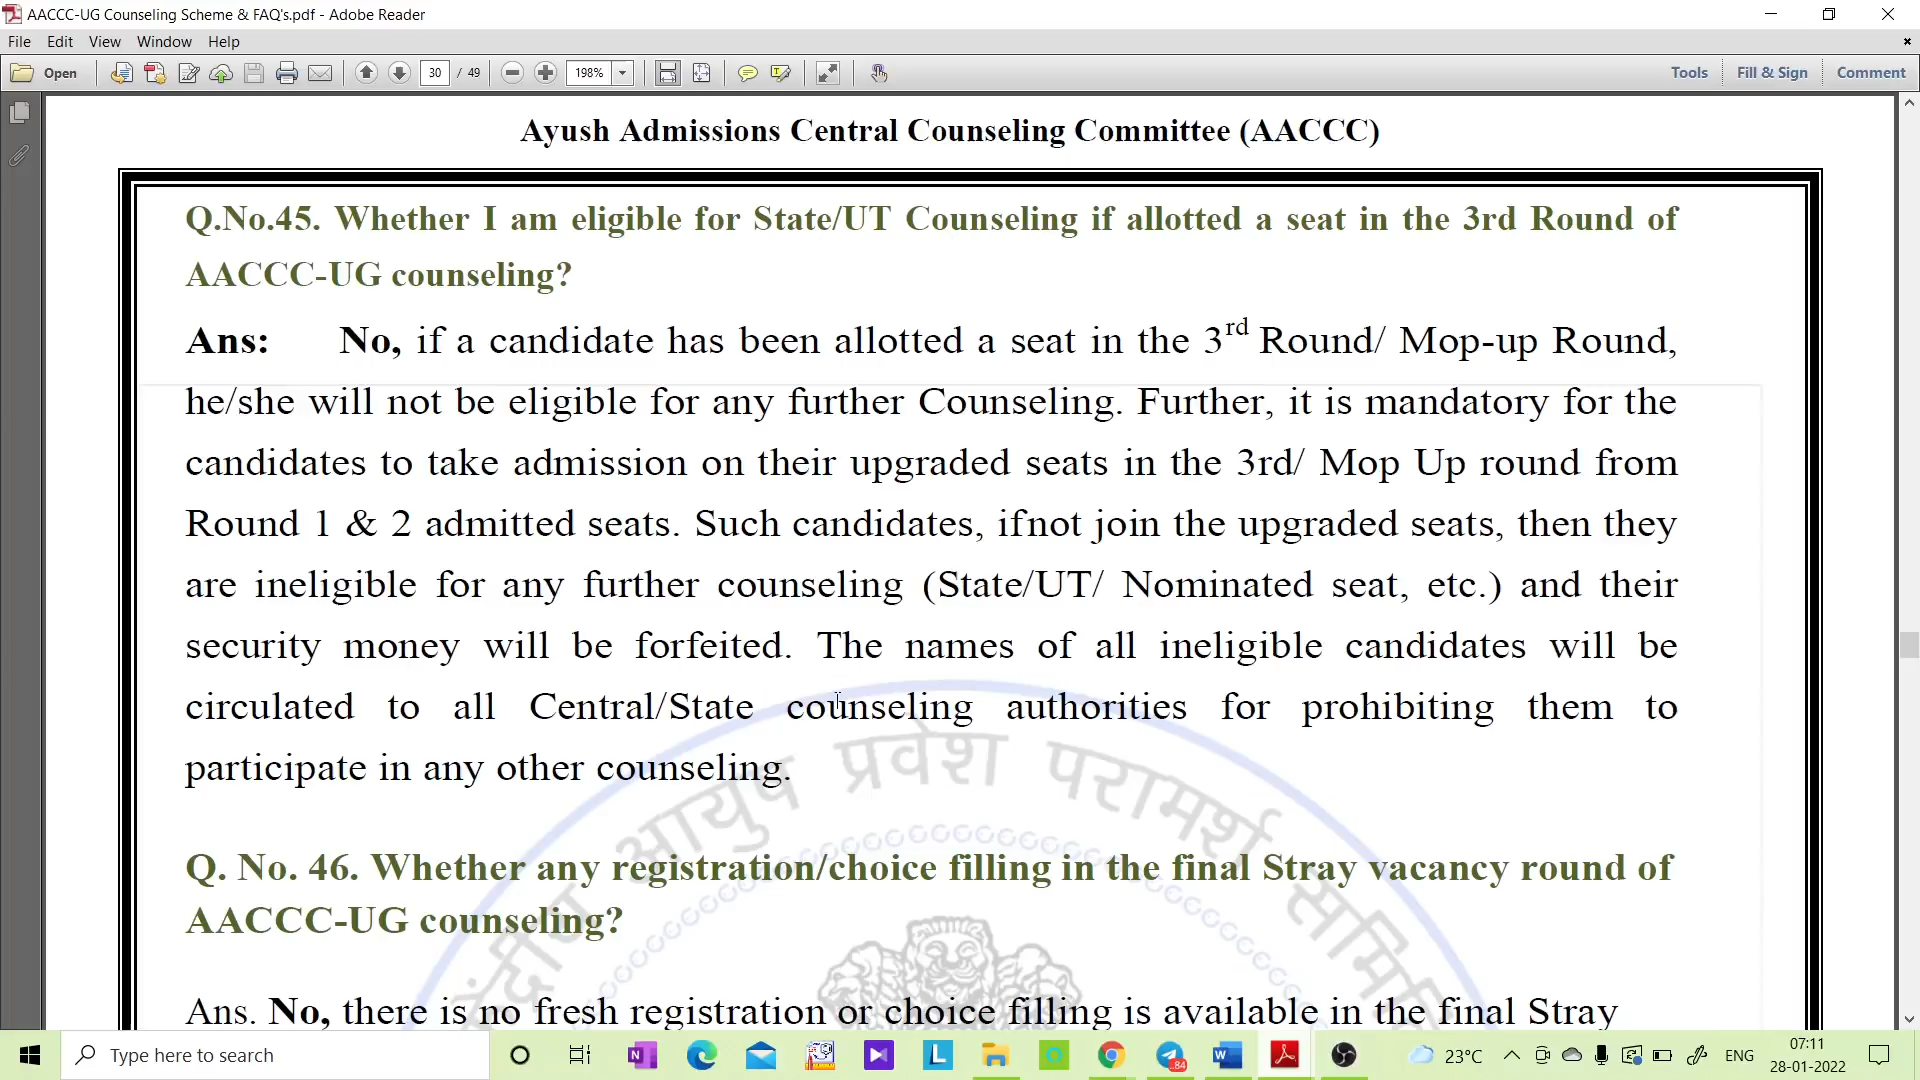 AACCC-UG Counseling Scheme & FAQ's.pdf - Adobe Reader
File Edit View Window Help
Open 30 / 49 198% Tools Fill & Sign Comment
Ayush Admissions Central Counseling Committee (AACCC)
Q.No.45. Whether I am eligible for State/UT Counseling if allotted a seat in the 3rd Round of
AACCC-UG counseling?
Ans: No, if a candidate has been allotted a seat in the 3rd Round/ Mop-up Round,
he/she will not be eligible for any further Counseling. Further, it is mandatory for the
candidates to take admission on their upgraded seats in the 3rd/ Mop Up round from
Round 1 & 2 admitted seats. Such candidates, ifnot join the upgraded seats, then they
are ineligible for any further counseling (State/UT/ Nominated seat, etc.) and their
security money will be forfeited. The names of all ineligible candidates will be
circulated to all Central/State counseling authorities for prohibiting them to
participate in any other counseling.
आयुष प्रवेश परामर्श समिति
Q. No. 46. Whether any registration/choice filling in the final Stray vacancy round of
AACCC-UG counseling?
Ans. No, there is no fresh registration or choice filling is available in the final Stray
Type here to search 84 23°C ENG 07:11
28-01-2022